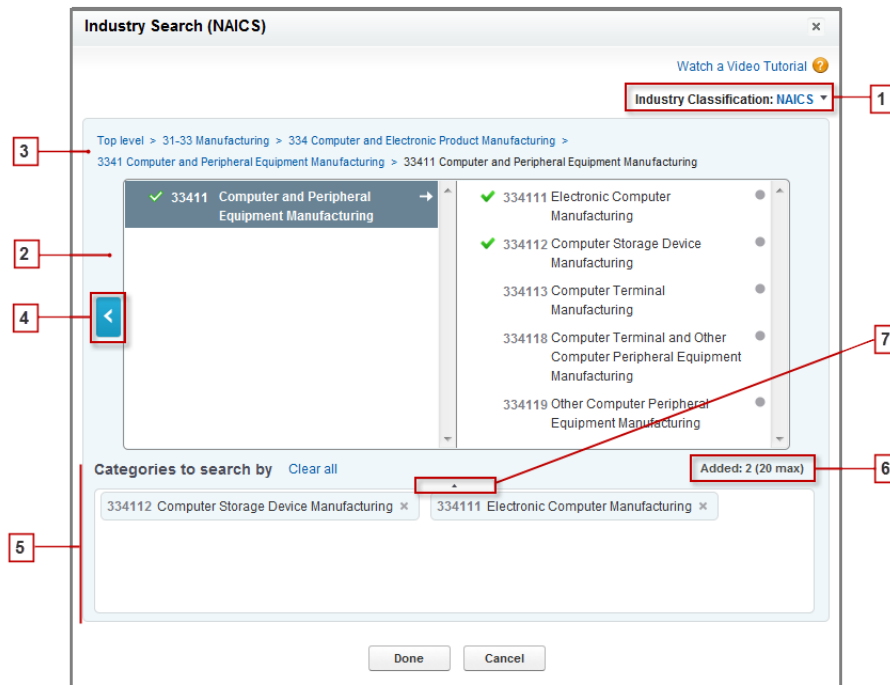 Industry Search (NAICS) ×
Watch a Video Tutorial ?
Industry Classification: NAICS
1
Top level > 31-33 Manufacturing > 334 Computer and Electronic Product Manufacturing >
3
3341 Computer and Peripheral Equipment Manufacturing > 33411 Computer and Peripheral Equipment Manufacturing
33411 Computer and Peripheral
Equipment Manufacturing
334111 Electronic Computer
Manufacturing
334112 Computer Storage Device
Manufacturing
334113 Computer Terminal
Manufacturing
334118 Computer Terminal and Other
Computer Peripheral Equipment
Manufacturing
334119 Other Computer Peripheral
Equipment Manufacturing
2
4
7
Categories to search by Clear all
Added: 2 (20 max)
6
334112 Computer Storage Device Manufacturing ×
334111 Electronic Computer Manufacturing ×
5
Done
Cancel